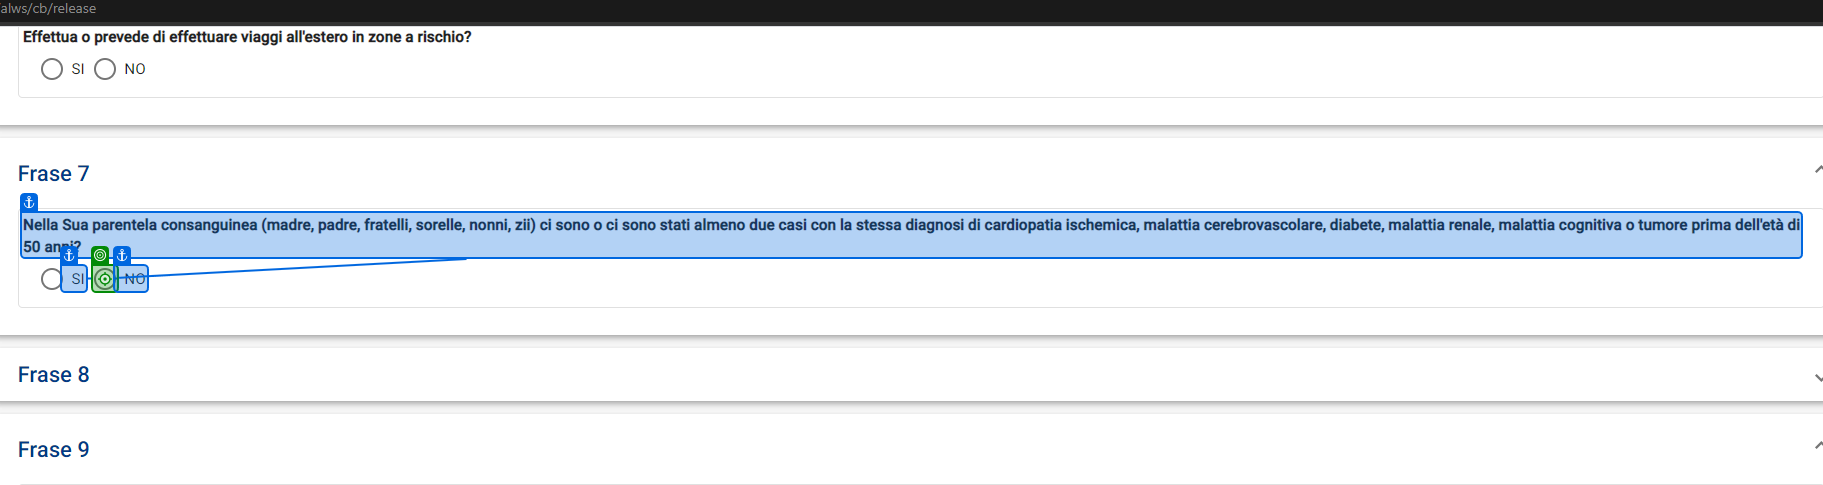 alws/cb/release
Effettua o prevede di effettuare viaggi all'estero in zone a rischio?
SI NO
Frase 7
Nella Sua parentela consanguinea (madre, padre, fratelli, sorelle, nonni, zii) ci sono o ci sono stati almeno due casi con la stessa diagnosi di cardiopatia ischemica, malattia cerebrovascolare, diabete, malattia renale, malattia cognitiva o tumore prima dell'età di
50 anni?
SI NO
Frase 8
Frase 9